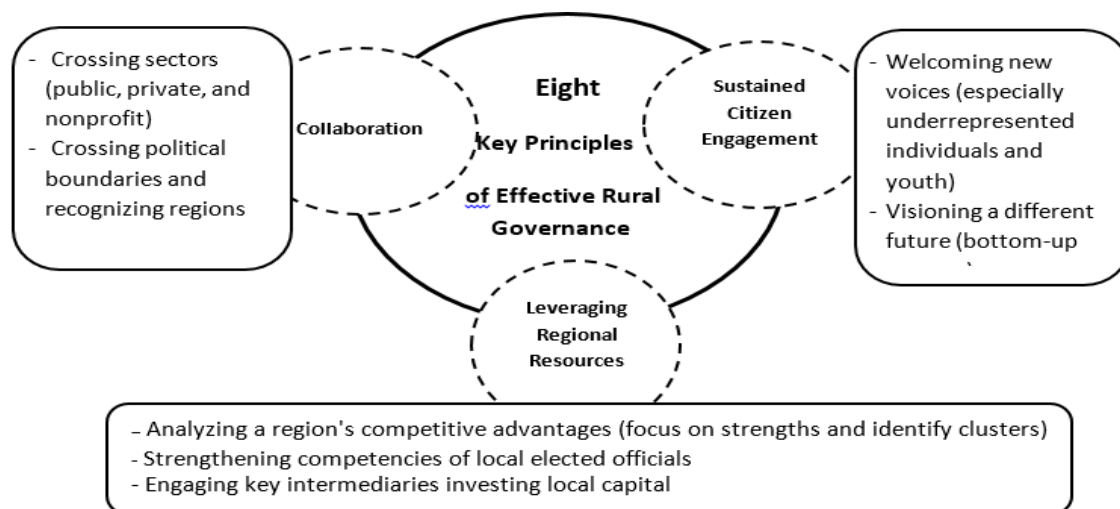 - Crossing sectors
(public, private, and
nonprofit)
- Crossing political
boundaries and
recognizing regions
Collaboration
Eight
Key Principles
of Effective Rural
Governance
Sustained
Citizen
Engagement
- Welcoming new
voices (especially
underrepresented
individuals and
youth)
- Visioning a different
future (bottom-up
Leveraging
Regional
Resources
- Analyzing a region's competitive advantages (focus on strengths and identify clusters)
- Strengthening competencies of local elected officials
- Engaging key intermediaries investing local capital